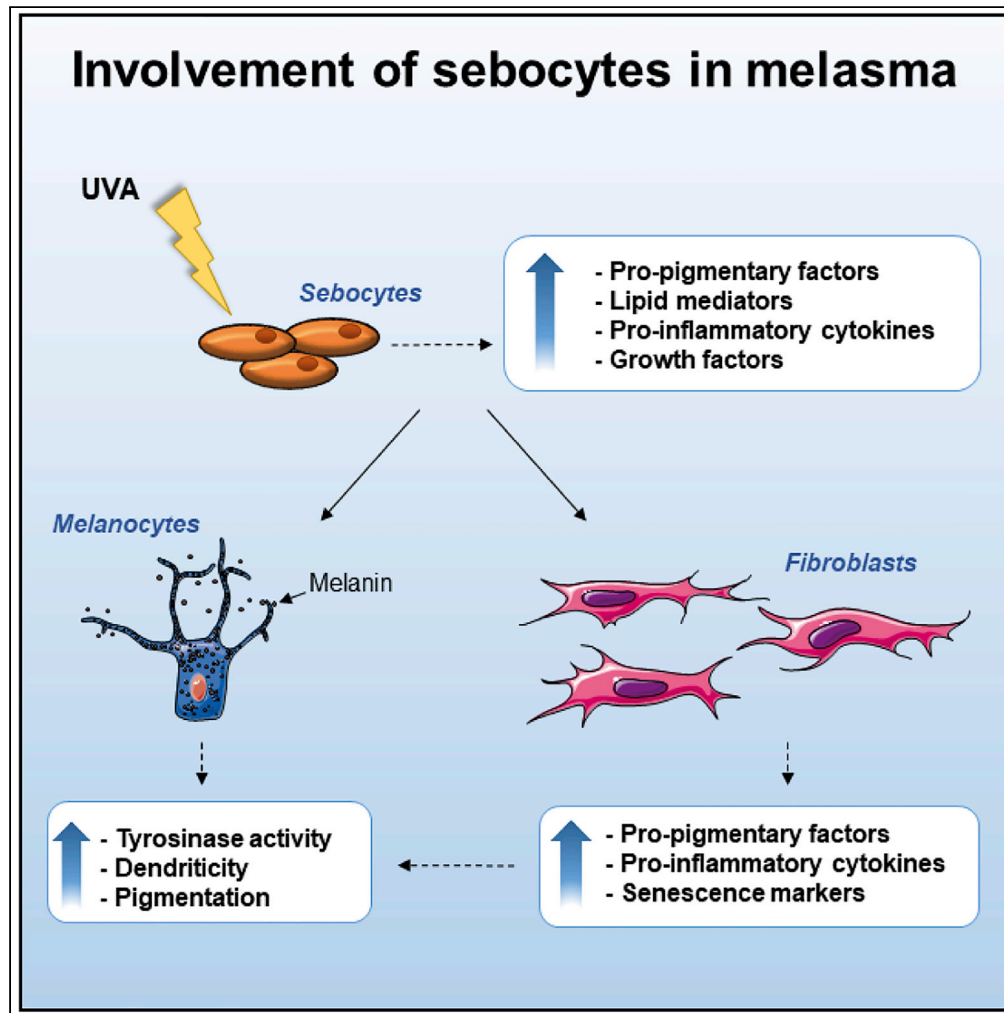 Involvement of sebocytes in melasma
UVA
Sebocytes
- Pro-pigmentary factors
- Lipid mediators
- Pro-inflammatory cytokines
- Growth factors
Melanocytes
Melanin
Fibroblasts
- Tyrosinase activity
- Dendriticity
- Pigmentation
- Pro-pigmentary factors
- Pro-inflammatory cytokines
- Senescence markers